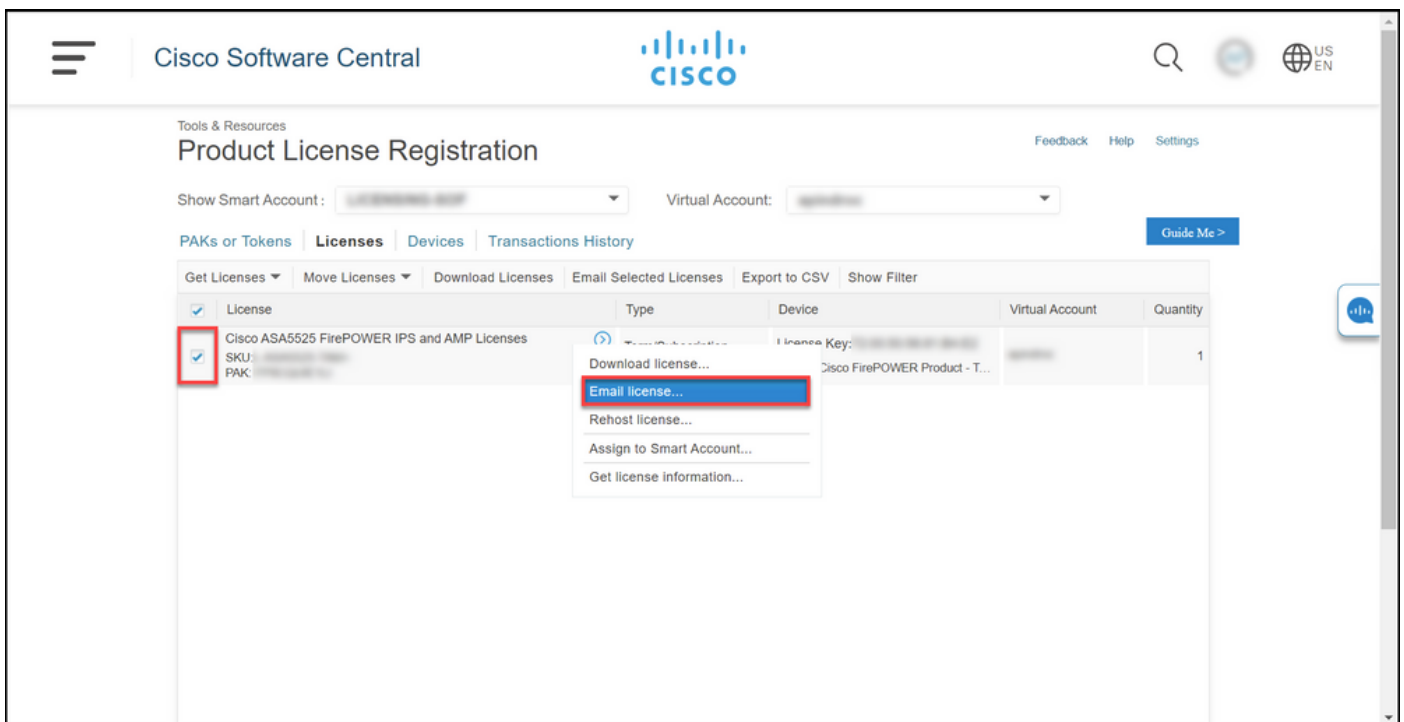 Cisco Software Central
CISCO
US
EN
Tools & Resources
Product License Registration
Feedback Help Settings
Show Smart Account :
Virtual Account:
PAKs or Tokens Licenses Devices Transactions History
Guide Me >
Get Licenses Move Licenses Download Licenses Email Selected Licenses Export to CSV Show Filter
License Type Device Virtual Account Quantity
Cisco ASA5525 FirePOWER IPS and AMP Licenses
SKU:
PAK:
License Key:
Cisco FirePOWER Product - T...
1
Download license...
Email license...
Rehost license...
Assign to Smart Account...
Get license information...